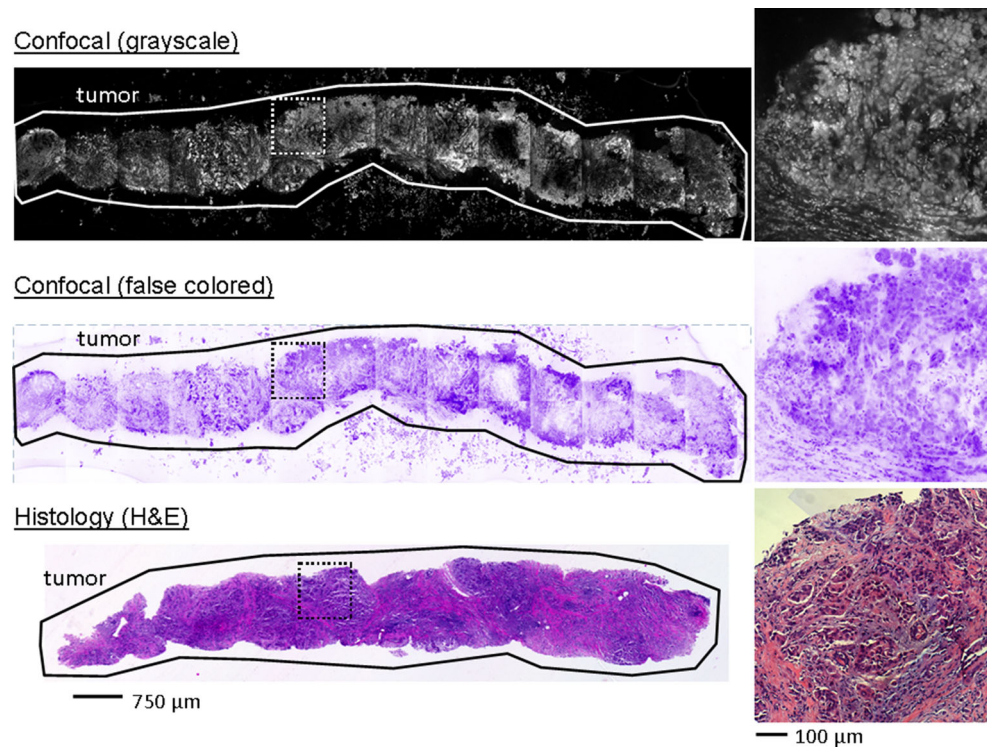 Confocal (grayscale)
tumor
Confocal (false colored)
tumor
Histology (H&E)
tumor
750 µm
100 µm